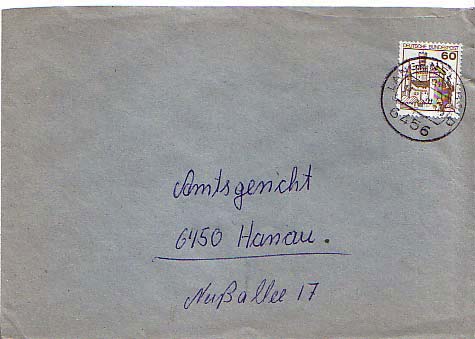 DEUTSCHE BUNDESPOST
60
6456
Amtsgericht
6450 Hanau.
Nußallee 17